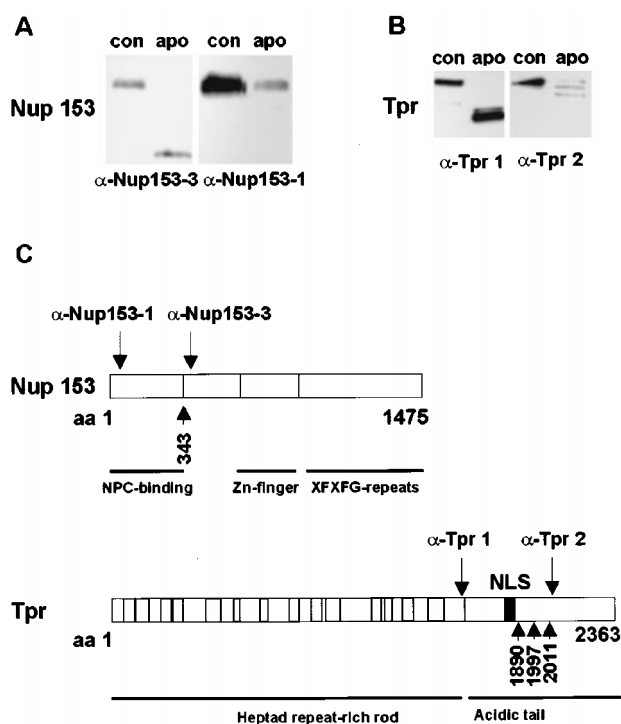 A
con apo con apo
Nup 153
α-Nup153-3 α-Nup153-1
B
con apo con apo
Tpr
α-Tpr 1 α-Tpr 2
C
α-Nup153-1 α-Nup153-3
Nup 153
aa 1 343 1475
NPC-binding Zn-finger XFXFG-repeats
α-Tpr 1 α-Tpr 2
NLS
Tpr
aa 1 1890 1997 2011 2363
Heptad repeat-rich rod Acidic tail